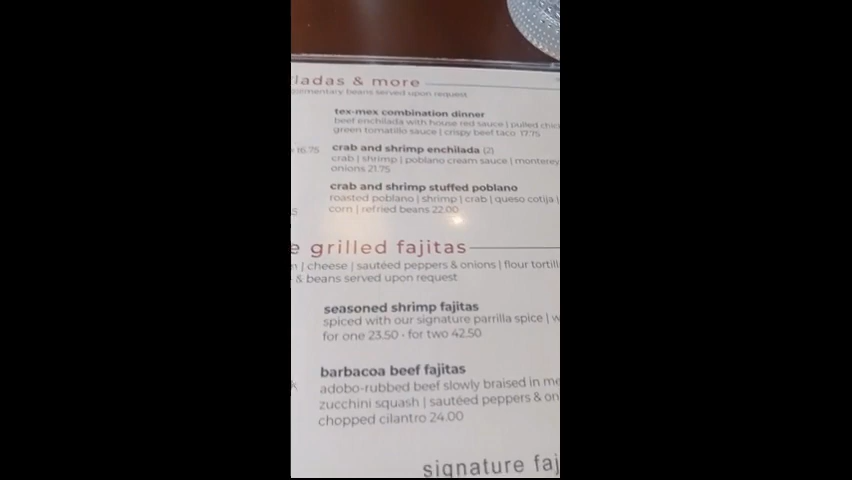 ladas & more
plimentary beans served upon request
tex-mex combination dinner
beef enchilada with house red sauce | pulled chic
green tomatillo sauce | crispy beef taco 17.75
16.75 crab and shrimp enchilada (2)
crab | shrimp | poblano cream sauce | monterey
onions 21.75
crab and shrimp stuffed poblano
roasted poblano | shrimp | crab | queso cotija |
corn | refried beans 22.00
e grilled fajitas
| cheese | sautéed peppers & onions | flour tortill
& beans served upon request
seasoned shrimp fajitas
spiced with our signature parrilla spice | w
for one 23.50 - for two 42.50
barbacoa beef fajitas
adobo-rubbed beef slowly braised in me
zucchini squash | sautéed peppers & on
chopped cilantro 24.00
signature faj